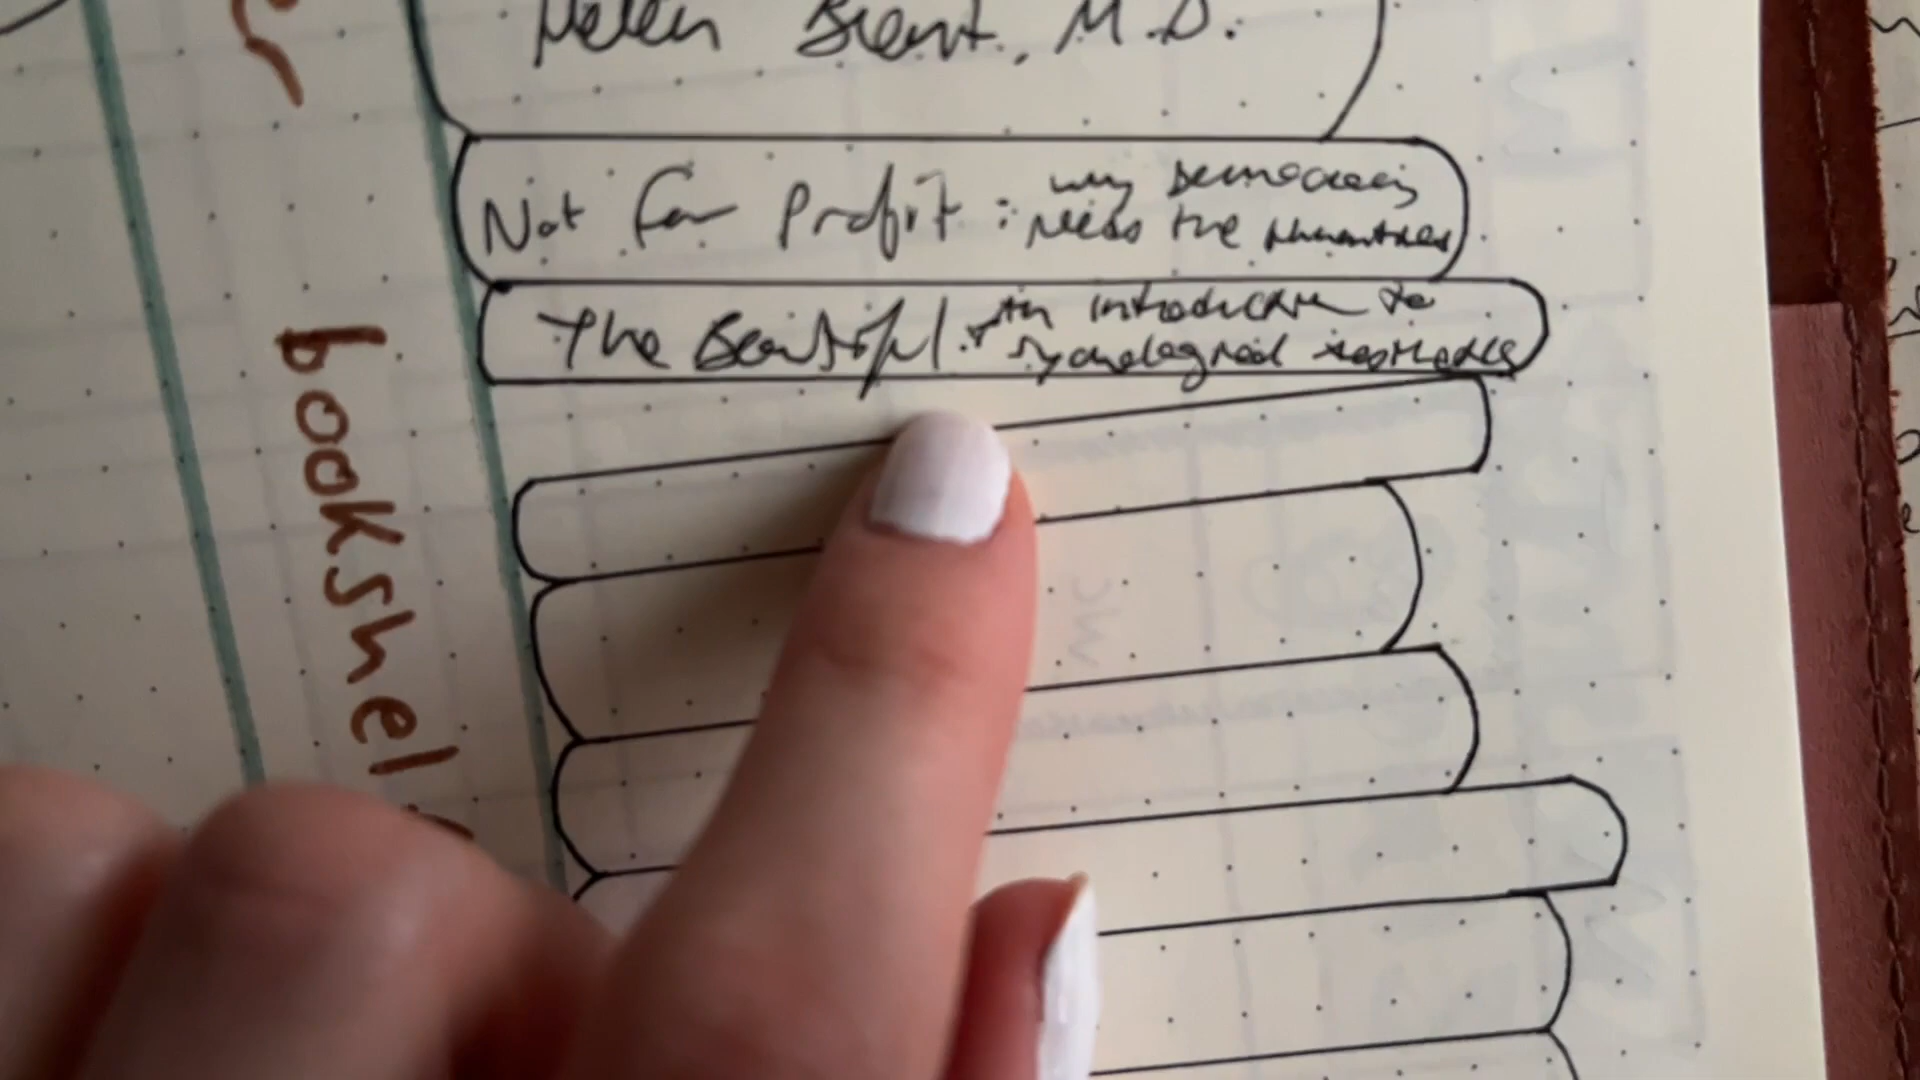 Helen Brent, M.D.
Not For Profit: why Democracy
needs the Humanities
The Beautiful: An introduction to
psychological aesthetics
bookshel